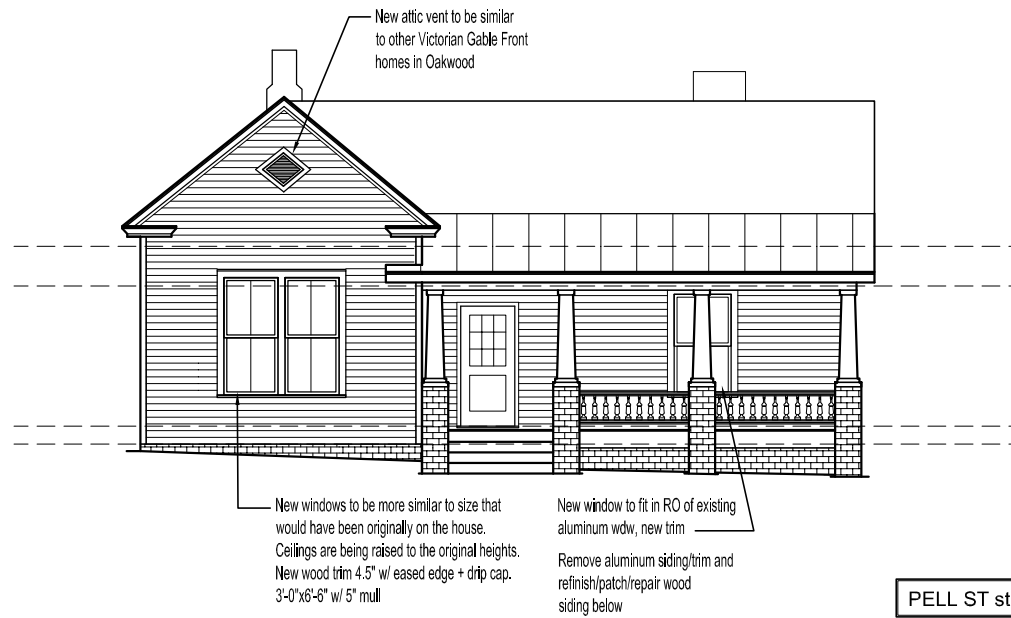 New attic vent to be similar
to other Victorian Gable Front
homes in Oakwood
New windows to be more similar to size that
would have been originally on the house.
Ceilings are being raised to the original heights.
New wood trim 4.5" w/ eased edge + drip cap.
3'-0"x6'-6" w/ 5" mull
New window to fit in RO of existing
aluminum wdw, new trim
Remove aluminum siding/trim and
refinish/patch/repair wood
siding below
PELL ST st